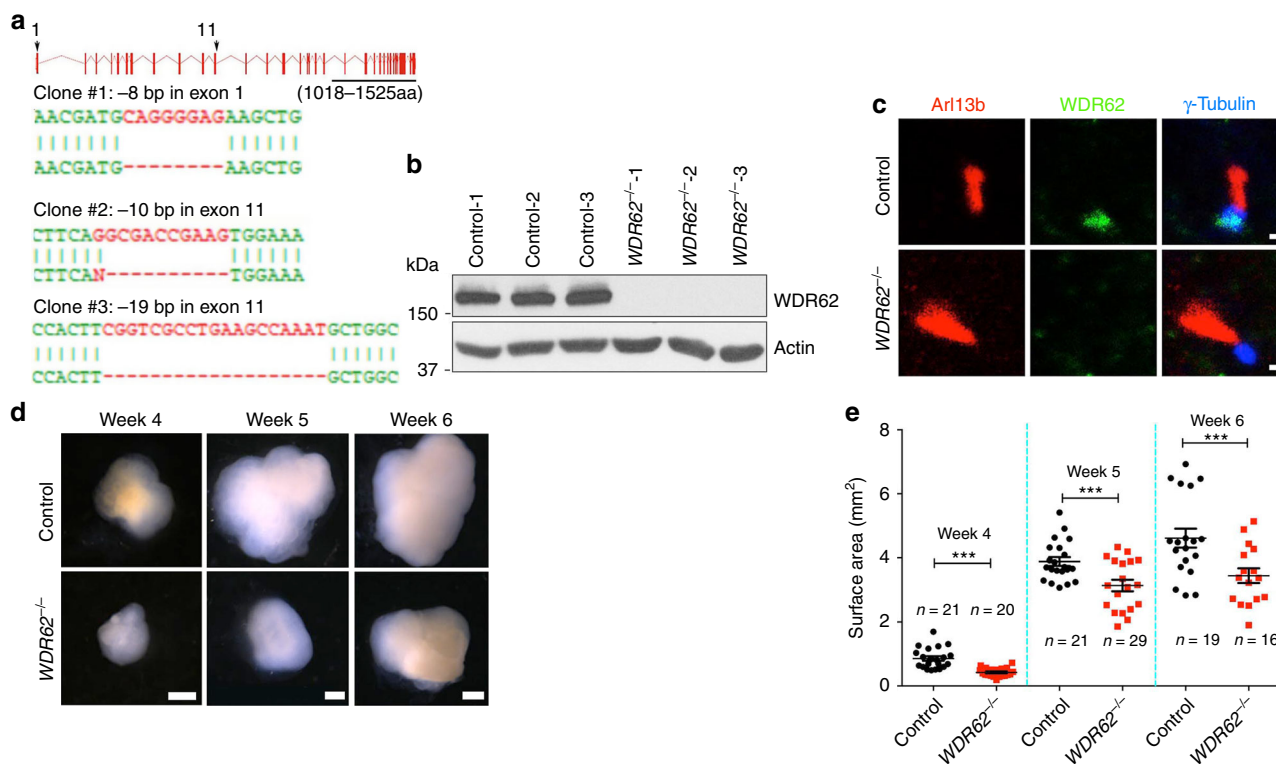 a
1 11
Clone #1: –8 bp in exon 1 (1018–1525aa)
AACGATGCAGGGGAGAAGCTG
AACGATG--------AAGCTG
Clone #2: –10 bp in exon 11
CTTCAGGCGACCGAAGTGGAAA
CTTCAN----------TGGAAA
Clone #3: –19 bp in exon 11
CCACTTCGGTCGCCTGAAGCCAAATGCTGGC
CCACTT-------------------GCTGGC
b
Control-1 Control-2 Control-3 WDR62⁻/⁻-1 WDR62⁻/⁻-2 WDR62⁻/⁻-3
kDa
150 - WDR62
37 - Actin
c
Arl13b WDR62 γ-Tubulin
Control
WDR62⁻/⁻
d
Week 4 Week 5 Week 6
Control
WDR62⁻/⁻
e
Surface area (mm²)
8
6
4
2
0
Week 4
***
n = 21 n = 20
Week 5
***
n = 21 n = 29
Week 6
***
n = 19 n = 16
Control WDR62⁻/⁻ Control WDR62⁻/⁻ Control WDR62⁻/⁻